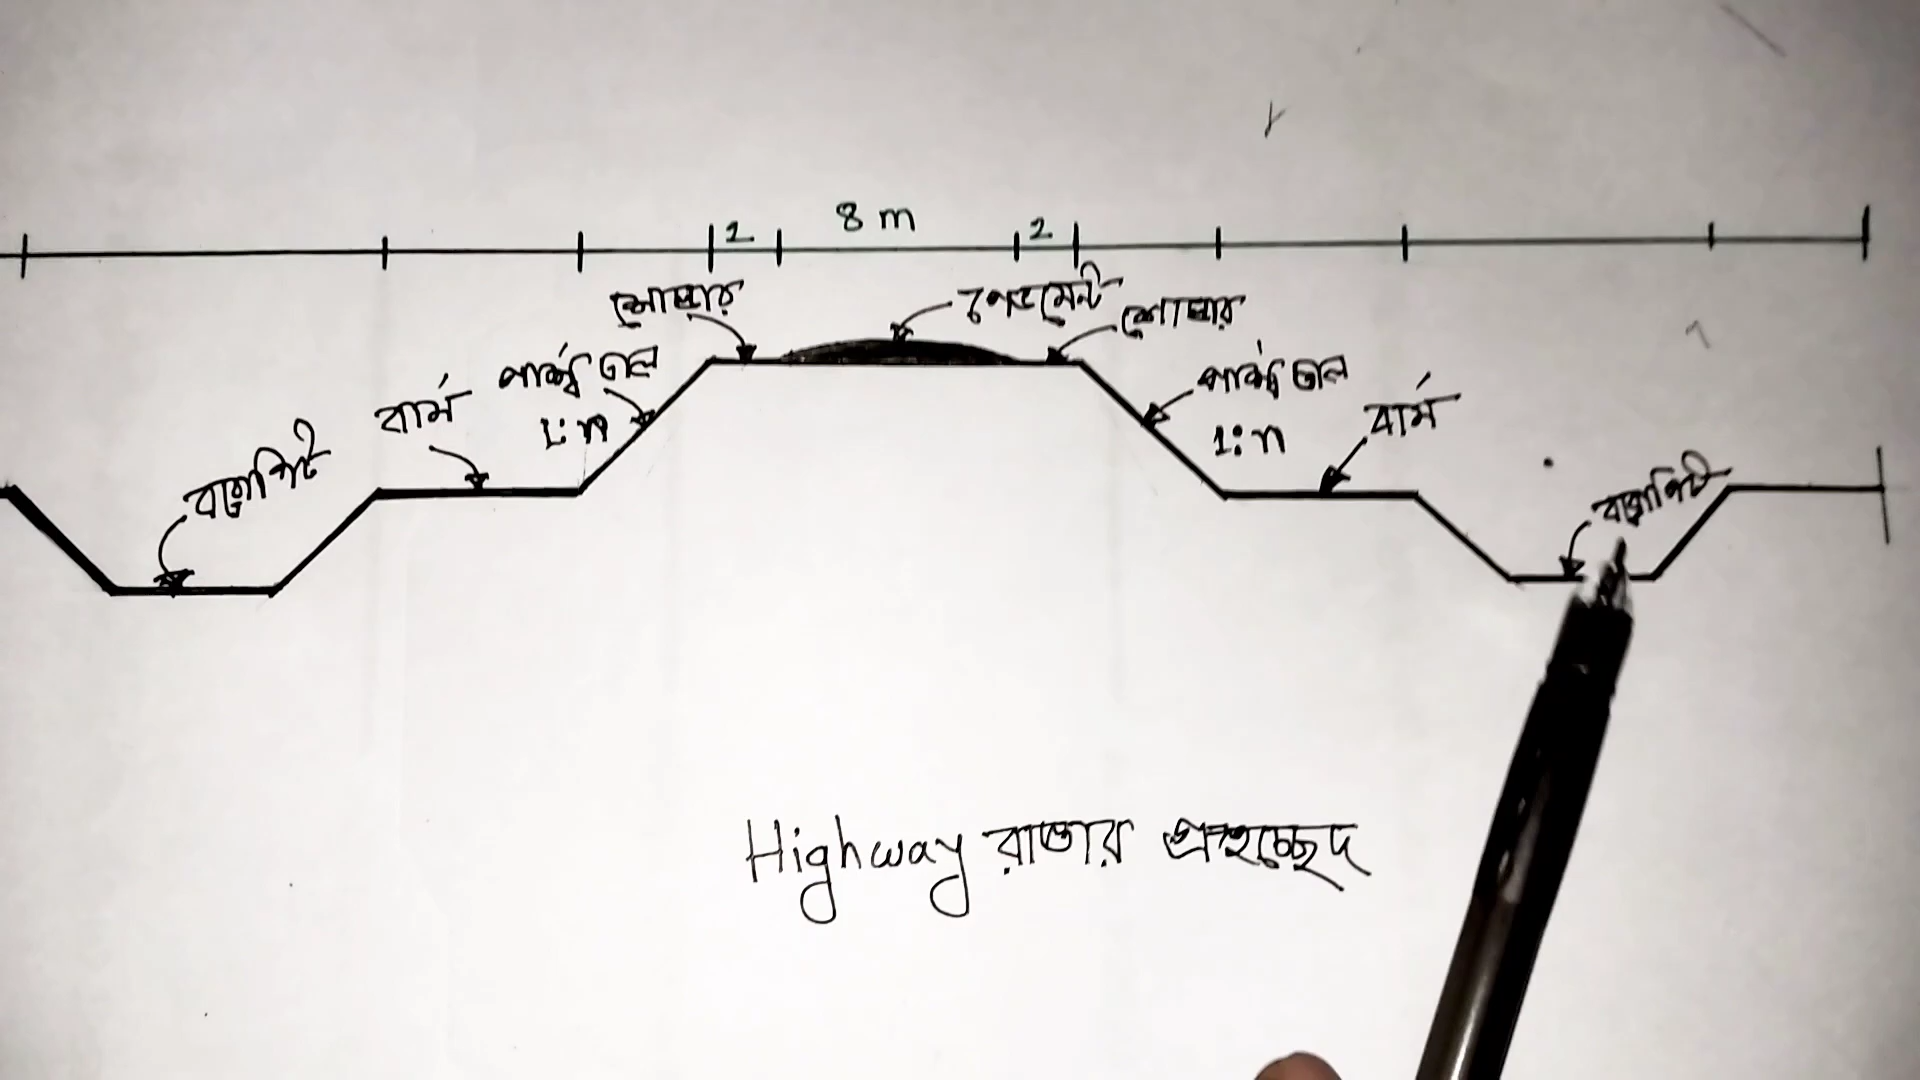 2 8 m 2
শোল্ডার পেভমেন্ট শোল্ডার
পার্শ্ব ঢাল পার্শ্ব ঢাল
বার্ম বার্ম
1:n 1:n
বরোপিট বরোপিট
Highway রাস্তার প্রস্থচ্ছেদ